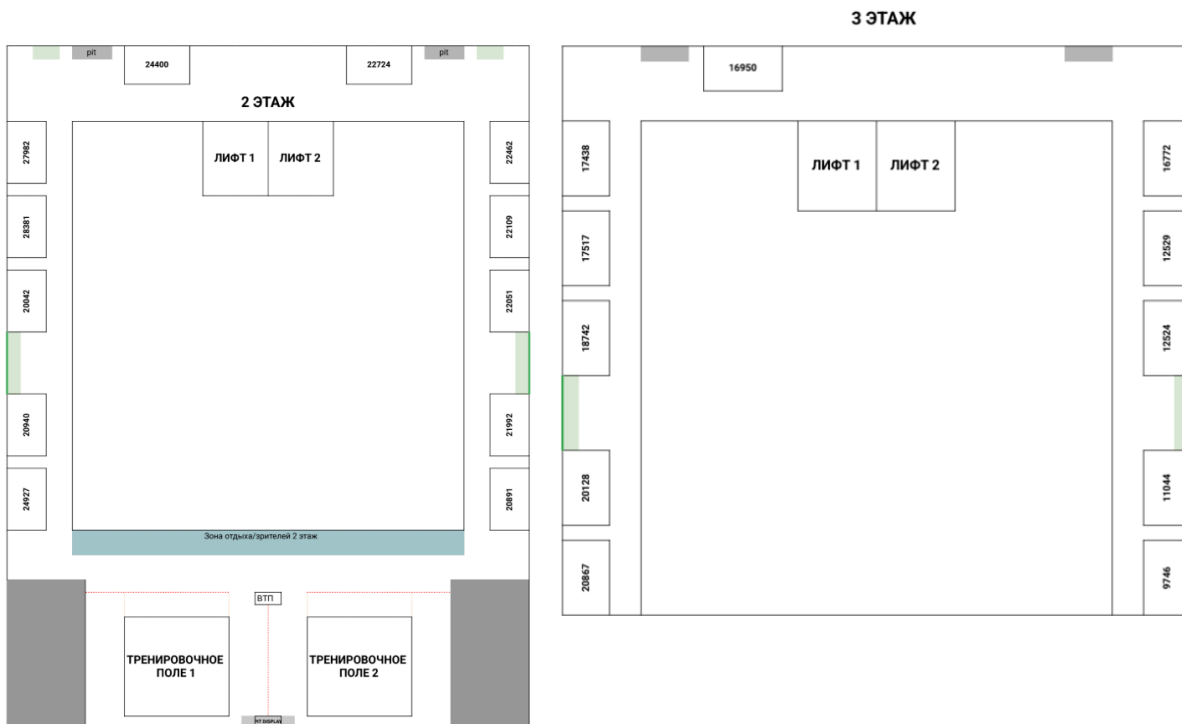 3 ЭТАЖ
pit
24400
22724
pit
2 ЭТАЖ
ЛИФТ 1
ЛИФТ 2
27982
28381
20042
20940
24927
22462
22109
22051
21992
20891
Зона отдыха/зрителей 2 этаж
ВТП
ТРЕНИРОВОЧНОЕ
ПОЛЕ 1
ТРЕНИРОВОЧНОЕ
ПОЛЕ 2
PIT DISPLAY
16950
ЛИФТ 1
ЛИФТ 2
17438
17517
18742
20128
20867
16772
12529
12524
11044
9746